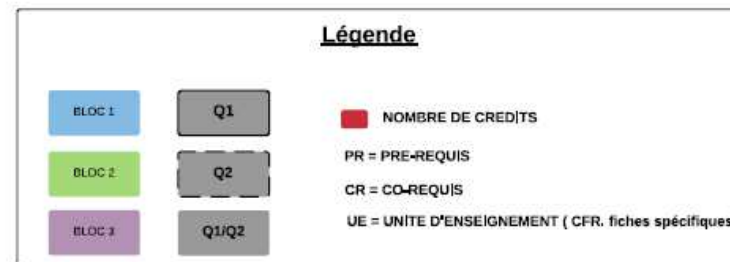 Légende
BLOC 1
Q1
NOMBRE DE CREDITS
PR = PRE-REQUIS
BLOC 2
Q2
CR = CO-REQUIS
BLOC 3
Q1/Q2
UE = UNITE D'ENSEIGNEMENT ( CFR. fiches spécifiques